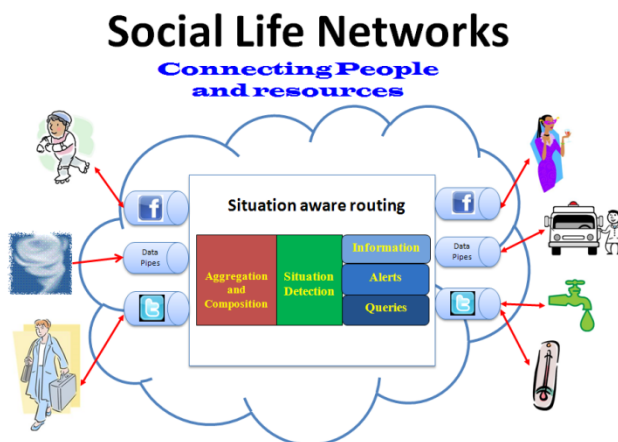 Social Life Networks
Connecting People
and resources
f
f
Situation aware routing
Data
Pipes
Data
Pipes
Aggregation
and
Composition
Situation
Detection
Information
Alerts
Queries
t
t